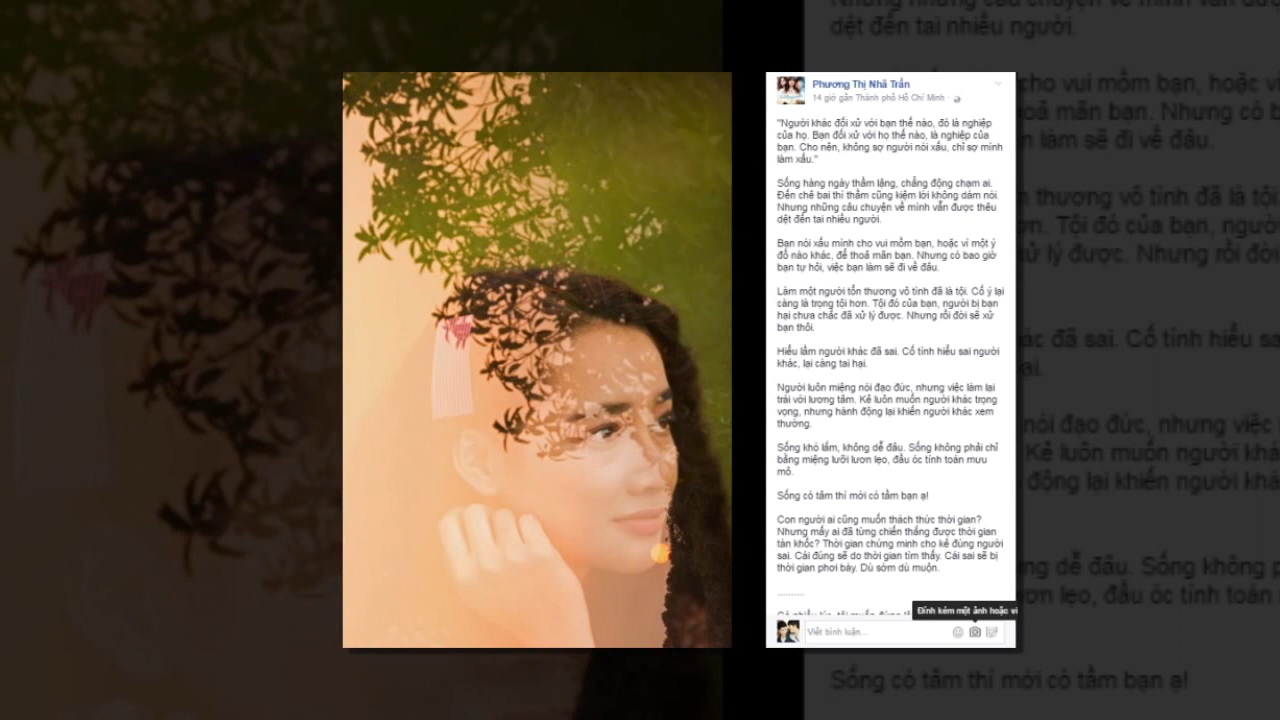 Phương Thị Nhã Trần
14 giờ gần Thành phố Hồ Chí Minh ·
"Người khác đối xử với bạn thế nào, đó là nghiệp
của họ. Bạn đối xử với họ thế nào, là nghiệp của
bạn. Cho nên, không sợ người nói xấu, chỉ sợ mình
làm xấu."
Sống hàng ngày thầm lặng, chẳng động chạm ai.
Đến chê bai thì thầm cũng kiệm lời không dám nói.
Nhưng những câu chuyện về mình vẫn được thêu
dệt đến tai nhiều người.
Bạn nói xấu mình cho vui mồm bạn, hoặc vì một ý
đồ nào khác, để thoả mãn bạn. Nhưng có bao giờ
bạn tự hỏi, việc bạn làm sẽ đi về đâu.
Làm một người tổn thương vô tình đã là tội. Cố ý lại
càng là trọng tội hơn. Tội đó của bạn, người bị bạn
hại chưa chắc đã xử lý được. Nhưng rồi đời sẽ xử
bạn thôi.
Hiểu lầm người khác đã sai. Cố tình hiểu sai người
khác, lại càng tai hại.
Người luôn miệng nói đạo đức, nhưng việc làm lại
trái với lương tâm. Kẻ luôn muốn người khác trọng
vọng, nhưng hành động lại khiến người khác xem
thường.
Sống khó lắm, không dễ đâu. Sống không phải chỉ
bằng miệng lưỡi lươn lẹo, đầu óc tính toán mưu
mô.
Sống có tâm thì mới có tầm bạn ạ!
Con người ai cũng muốn thách thức thời gian?
Nhưng mấy ai đã từng chiến thắng được thời gian
tàn khốc? Thời gian chứng minh cho kẻ đúng người
sai. Cái đúng sẽ do thời gian tìm thấy. Cái sai sẽ bị
thời gian phơi bày. Dù sớm dù muộn.
..........
Đính kèm một ảnh hoặc vi
Viết bình luận...
dệt đến tai nhiều người.
cho vui mồm bạn, hoặc v
oả mãn bạn. Nhưng có b
làm sẽ đi về đâu.
thương vô tình đã là tội
ơn. Tội đó của bạn, ngườ
xử lý được. Nhưng rồi đời
ác đã sai. Cố tình hiểu sa
ại.
nói đạo đức, nhưng việc
Kẻ luôn muốn người khá
động lại khiến người khá
ng dễ đâu. Sống không p
ươn lẹo, đầu óc tính toán
Sống có tâm thì mới có tầm bạn ạ!